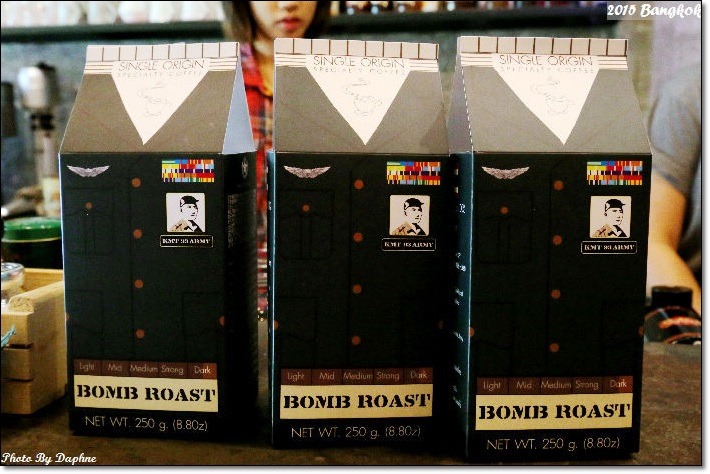 2015 Bangkok
SINGLE ORIGIN
SPECIALTY COFFEE
KMT 93 ARMY
Light Mid Medium Strong Dark
BOMB ROAST
NET WT. 250 g. (8.80z)
SINGLE ORIGIN
SPECIALTY COFFEE
KMT 93 ARMY
Light Mid Medium Strong Dark
BOMB ROAST
NET WT. 250 g. (8.80z)
SINGLE ORIGIN
SPECIALTY COFFEE
KMT 93 ARMY
Light Mid Medium Strong Dark
BOMB ROAST
NET WT. 250 g. (8.80z)
Photo By Daphne